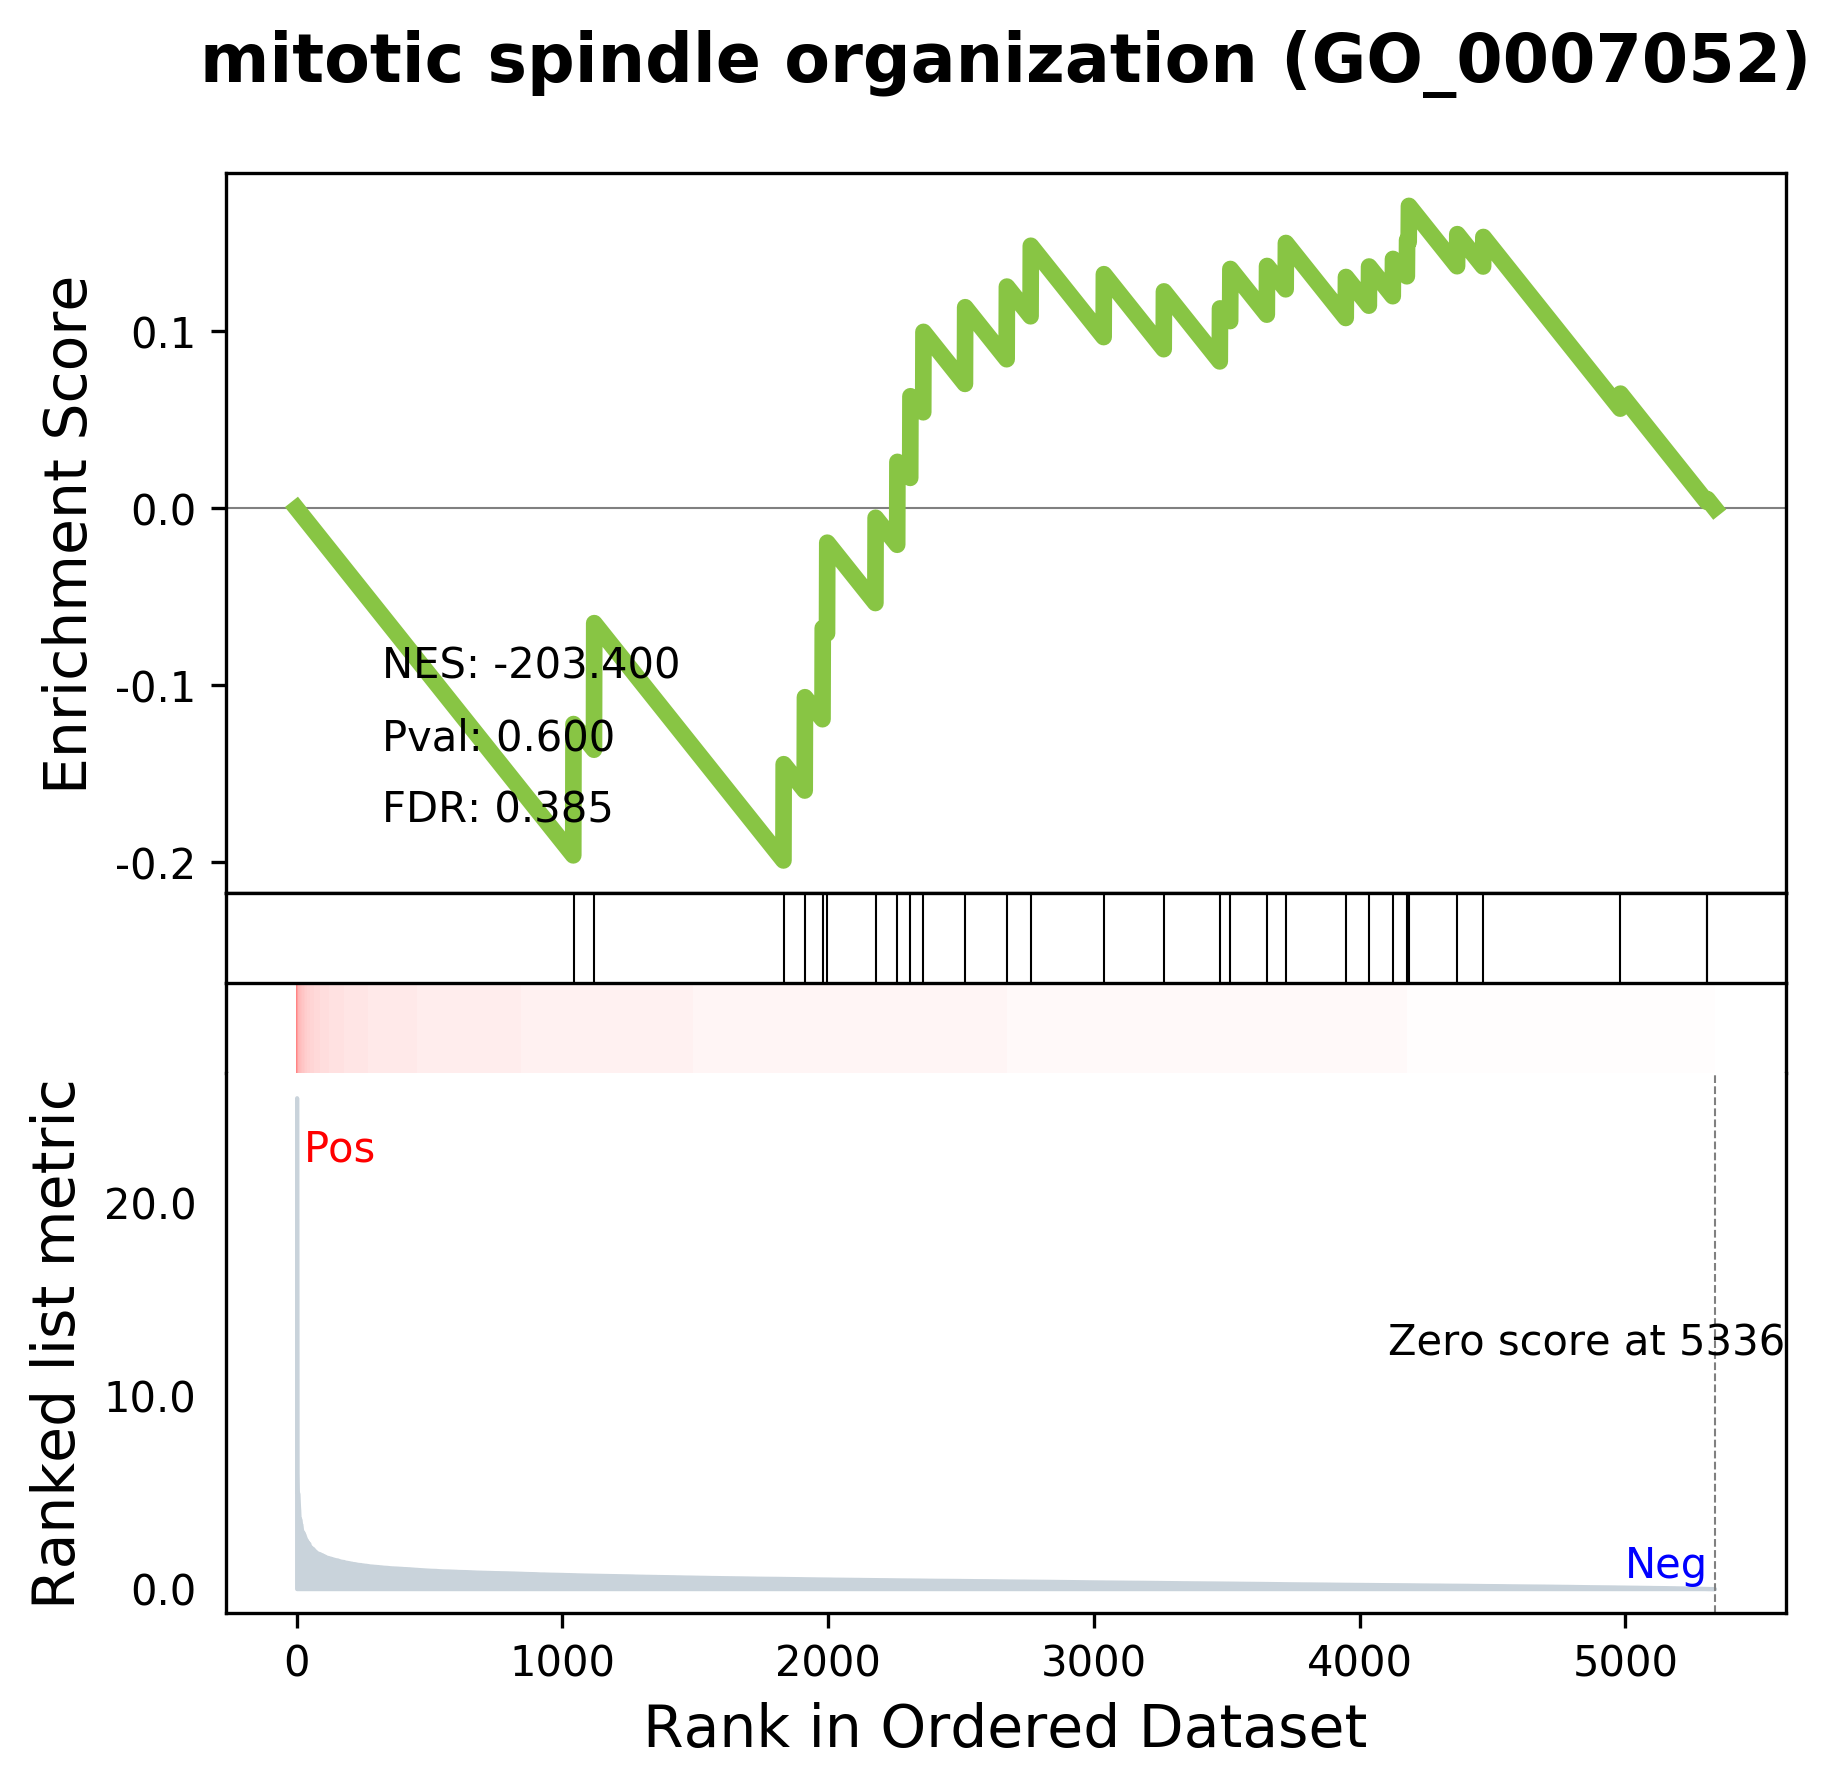 mitotic spindle organization (GO_0007052)
Enrichment Score
0.1
0.0
-0.1
-0.2
NES: -203.400
Pval: 0.600
FDR: 0.385
Ranked list metric
Pos
20.0
Zero score at 5336
10.0
Neg
0.0
0 1000 2000 3000 4000 5000
Rank in Ordered Dataset